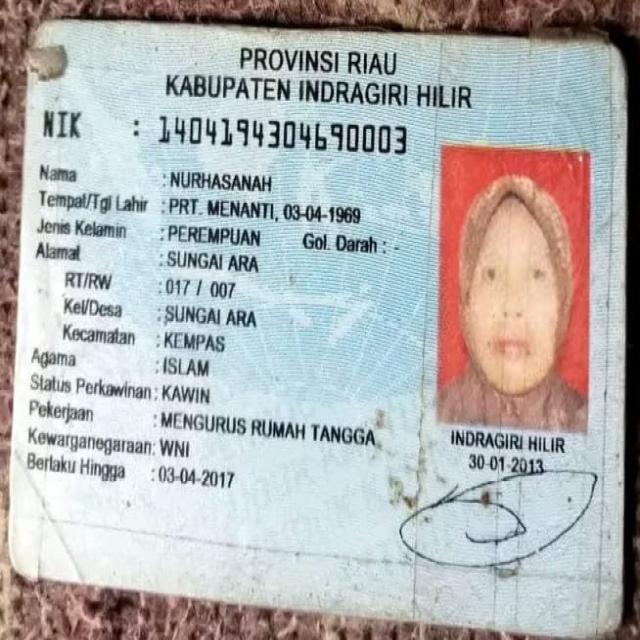 PROVINSI RIAU
KABUPATEN INDRAGIRI HILIR
NIK : 1404194304690003
Nama : NURHASANAH
Tempat/Tgl Lahir : PRT. MENANTI, 03-04-1969
Jenis Kelamin : PEREMPUAN Gol. Darah : -
Alamat : SUNGAI ARA
RT/RW : 017 / 007
Kel/Desa : SUNGAI ARA
Kecamatan : KEMPAS
Agama : ISLAM
Status Perkawinan : KAWIN
Pekerjaan : MENGURUS RUMAH TANGGA
Kewarganegaraan : WNI
Berlaku Hingga : 03-04-2017
INDRAGIRI HILIR
30-01-2013